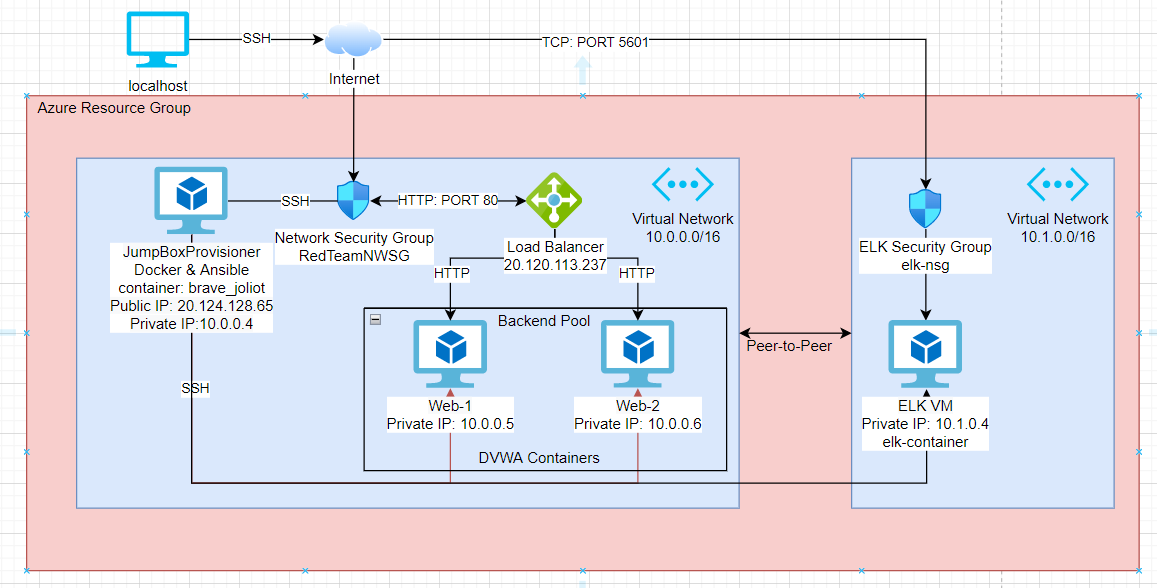 SSH
TCP: PORT 5601
localhost
Internet
Azure Resource Group
SSH
HTTP: PORT 80
Virtual Network
10.0.0.0/16
Virtual Network
10.1.0.0/16
Network Security Group
RedTeamNWSG
Load Balancer
20.120.113.237
ELK Security Group
elk-nsg
JumpBoxProvisioner
Docker & Ansible
container: brave_joliot
Public IP: 20.124.128.65
Private IP:10.0.0.4
HTTP
HTTP
Backend Pool
Peer-to-Peer
SSH
Web-1
Private IP: 10.0.0.5
Web-2
Private IP: 10.0.0.6
ELK VM
Private IP: 10.1.0.4
elk-container
DVWA Containers